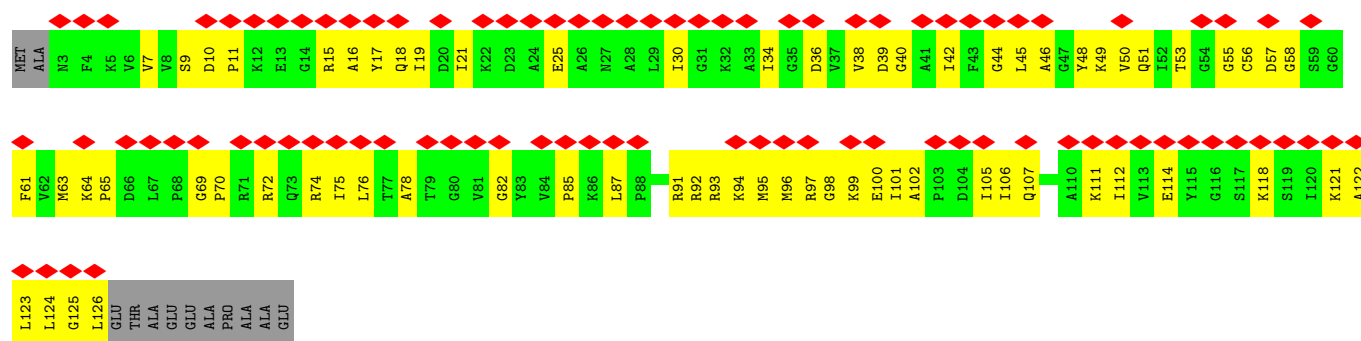 MET ALA N3 F4 K5 V6 V7 V8 S9 D10 P11 K12 E13 G14 R15 A16 Y17 Q18 I19 D20 I21 K22 D23 A24 E25 A26 N27 A28 L29 I30 G31 K32 A33 I34 G35 D36 V37 V38 D39 G40 A41 I42 F43 G44 L45 A46 G47 Y48 K49 V50 Q51 I52 T53 G54 G55 C56 D57 G58 S59 G60
F61 V62 M63 K64 P65 D66 L67 P68 G69 P70 R71 R72 Q73 R74 I75 L76 T77 A78 T79 G80 V81 G82 Y83 V84 P85 K86 L87 P88 R91 R92 R93 K94 M95 M96 R97 G98 K99 E100 I101 A102 P103 D104 I105 I106 Q107 A110 K111 I112 V113 E114 Y115 G116 S117 K118 S119 I120 K121 A122
L123 L124 G125 L126 GLU THR ALA GLU GLU ALA PRO ALA ALA GLU